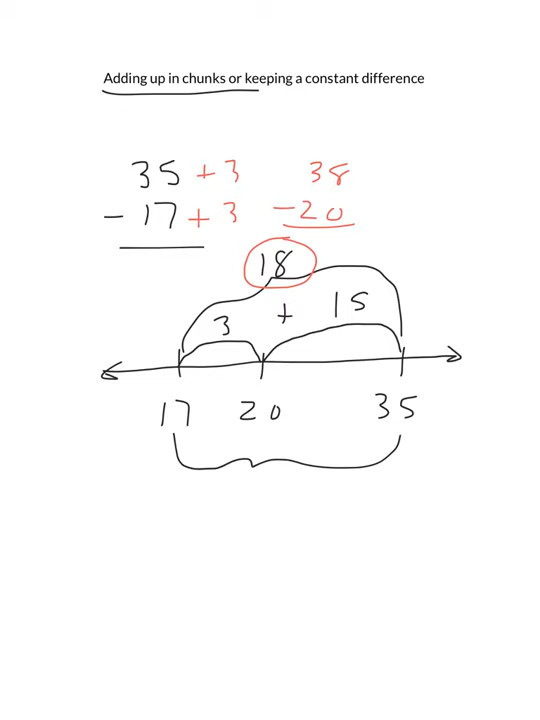 Adding up in chunks or keeping a constant difference
35 + 3 38
- 17 + 3 - 20
18
3 + 15
17 20 35